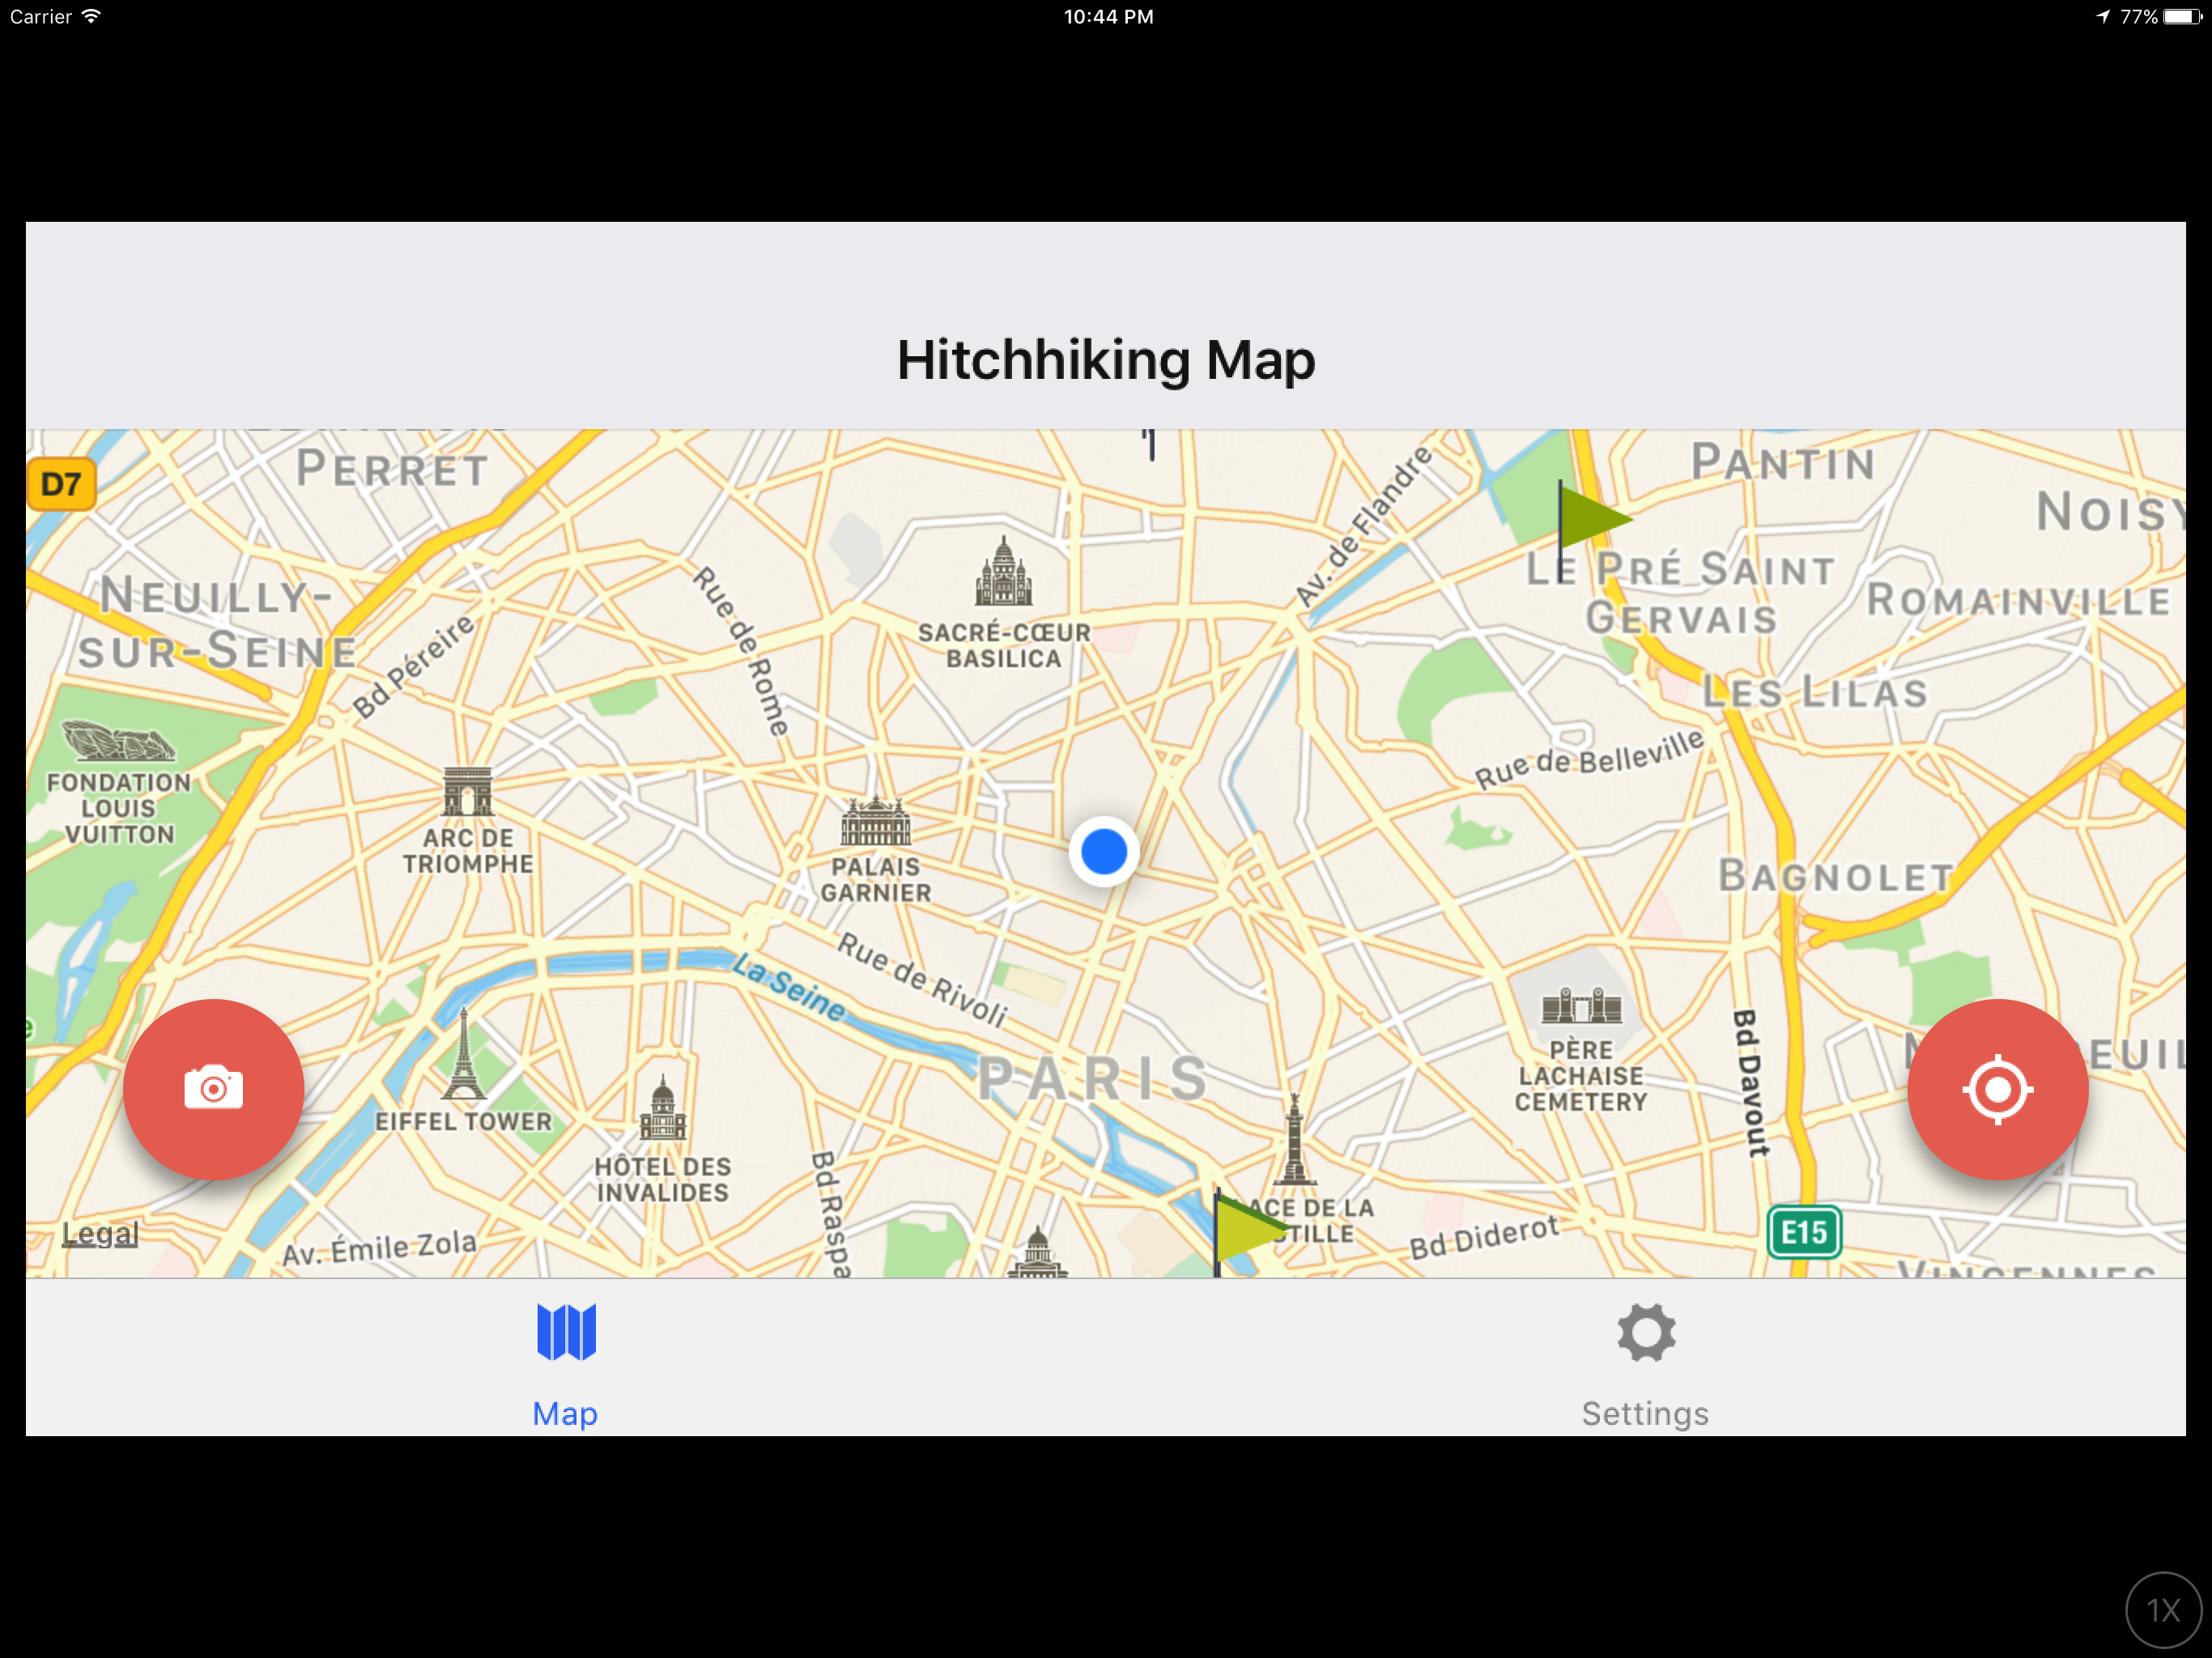 Carrier
10:44 PM
77%
Hitchhiking Map
PERRET
D7
PANTIN
NOISY
Av. de Flandre
LE PRÉ SAINT
GERVAIS
ROMAINVILLE
NEUILLY-
SUR-SEINE
Bd Péreire
Rue de Rome
SACRÉ-CŒUR
BASILICA
LES LILAS
Rue de Belleville
FONDATION
LOUIS
VUITTON
ARC DE
TRIOMPHE
PALAIS
GARNIER
BAGNOLET
La Seine
Rue de Rivoli
PARIS
PÈRE
LACHAISE
CEMETERY
Bd Davout
EUIL
EIFFEL TOWER
HÔTEL DES
INVALIDES
Bd Raspa
ACE DE LA
STILLE
Bd Diderot
E15
Legal
Av. Émile Zola
VINCENNES
Map
Settings
1X